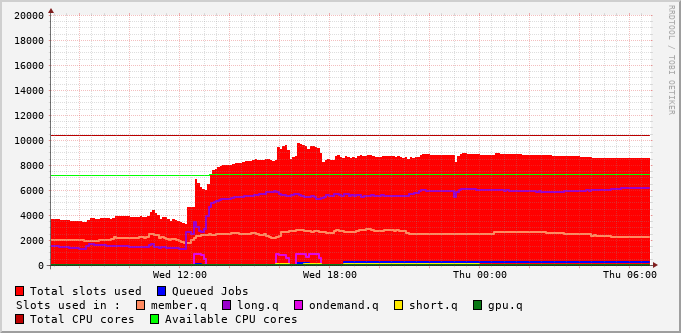 20000
18000
16000
14000
12000
10000
8000
6000
4000
2000
0
Wed 12:00 Wed 18:00 Thu 00:00 Thu 06:00
RRDTOOL / TOBI OETIKER
Total slots used Queued Jobs
Slots used in : member.q long.q ondemand.q short.q gpu.q
Total CPU cores Available CPU cores